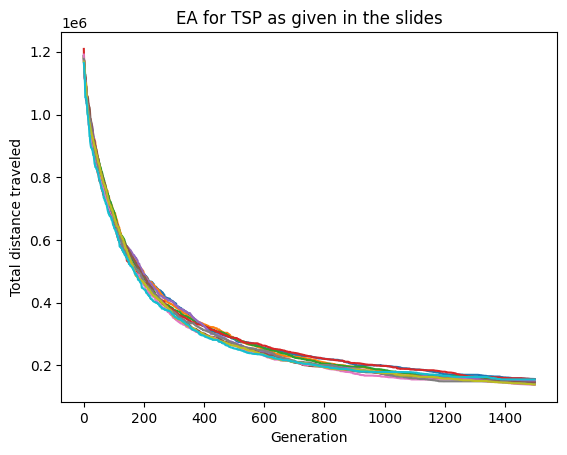 EA for TSP as given in the slides
1e6
1.2
1.0
0.8
0.6
0.4
0.2
Total distance traveled
0 200 400 600 800 1000 1200 1400
Generation